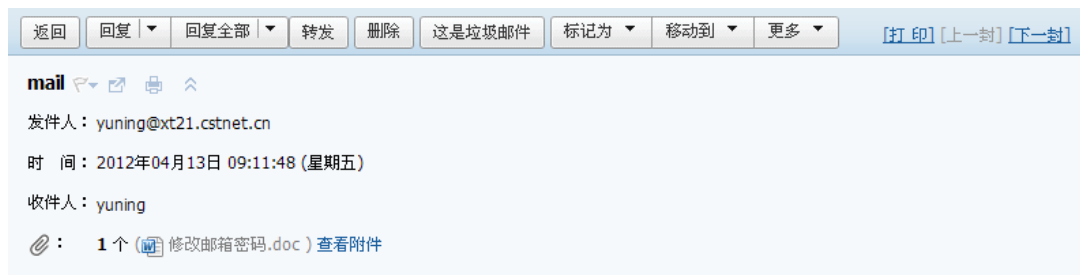 返回 回复 回复全部 转发 删除 这是垃圾邮件 标记为 移动到 更多 [打 印] [上一封] [下一封]
mail
发件人：yuning@xt21.cstnet.cn
时 间：2012年04月13日 09:11:48 (星期五)
收件人：yuning
： 1 个 (修改邮箱密码.doc ) 查看附件